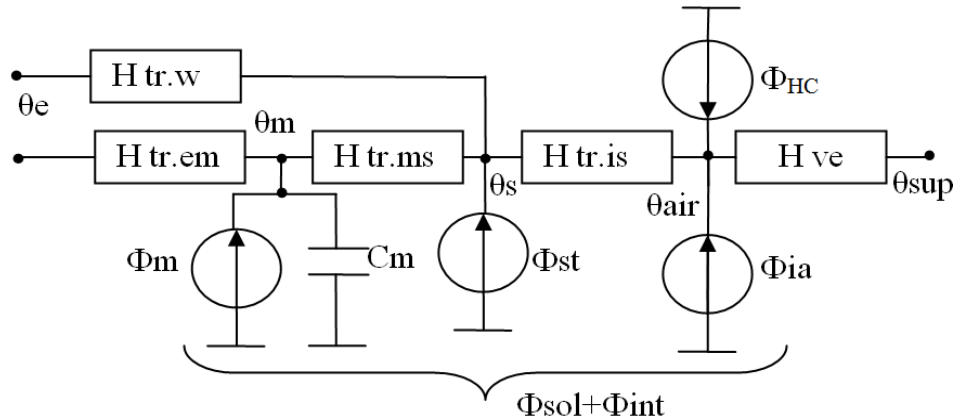 H tr.w
Φ_HC
θe
θm
H tr.em
H tr.ms
H tr.is
H ve
θs
θair
θsup
Φm
Cm
Φst
Φia
Φsol+Φint